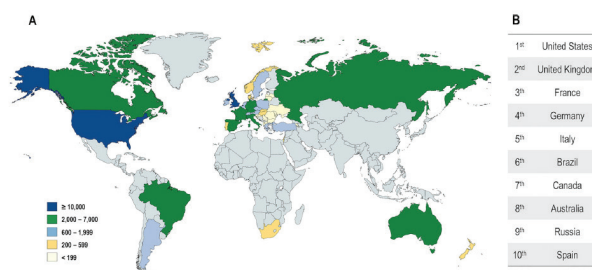 A
B
≥ 10,000
2,000 – 7,000
600 – 1,999
200 – 599
< 199
1st United States
2nd United Kingdom
3th France
4th Germany
5th Italy
6th Brazil
7th Canada
8th Australia
9th Russia
10th Spain